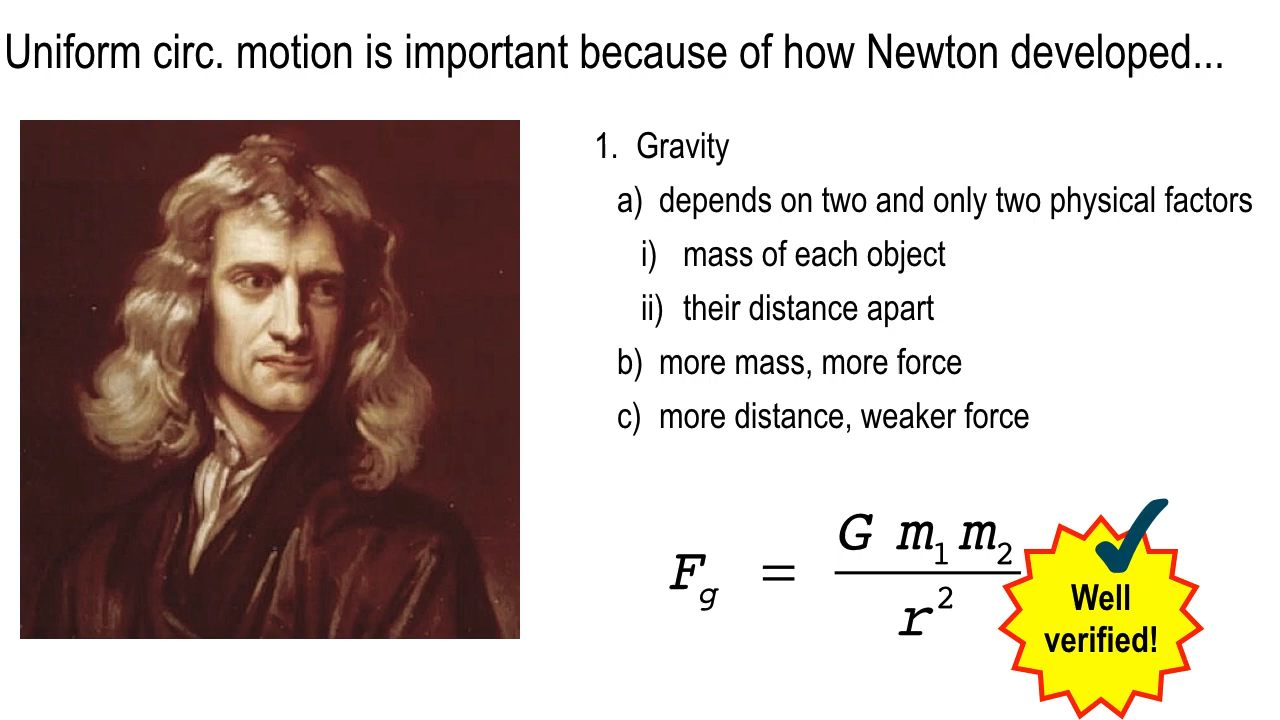 Uniform circ. motion is important because of how Newton developed...
1. Gravity
a) depends on two and only two physical factors
i) mass of each object
ii) their distance apart
b) more mass, more force
c) more distance, weaker force
F_g = \frac{G m_1 m_2}{r^2}
Well
verified!